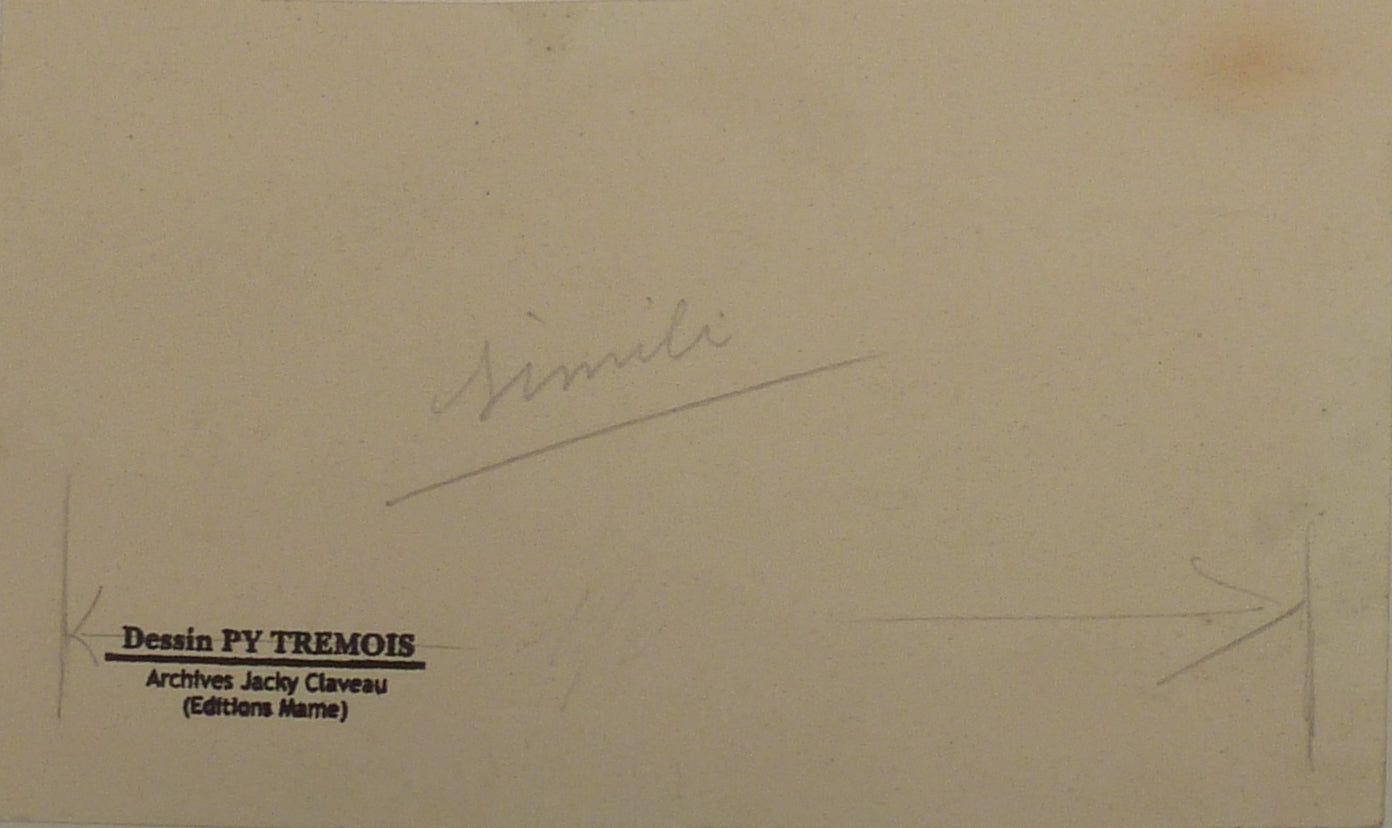 simili
Dessin PY TREMOIS
Archives Jacky Claveau
(Editions Mame)